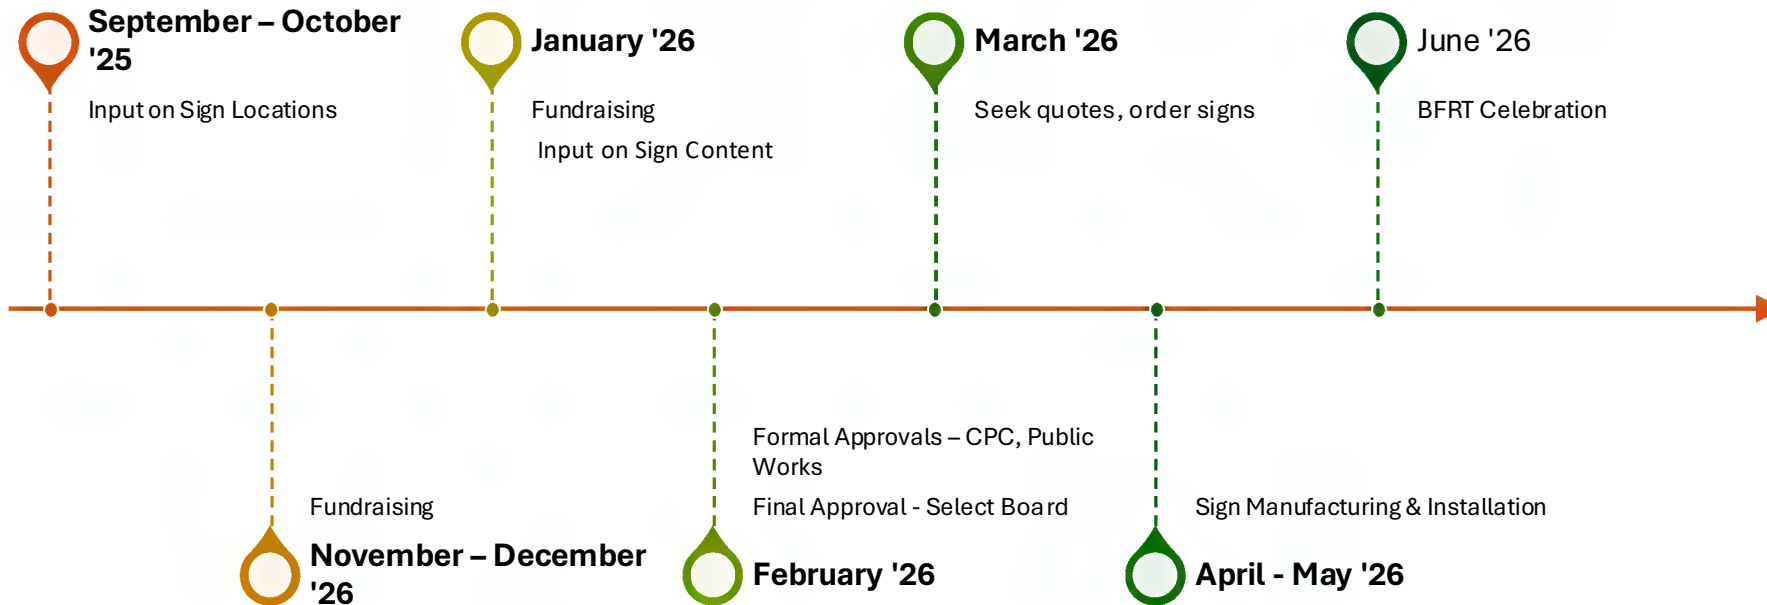 September – October
'25
Input on Sign Locations
January '26
Fundraising
Input on Sign Content
March '26
Seek quotes, order signs
June '26
BFRT Celebration
Fundraising
November – December
'26
Formal Approvals – CPC, Public
Works
Final Approval - Select Board
February '26
Sign Manufacturing & Installation
April - May '26